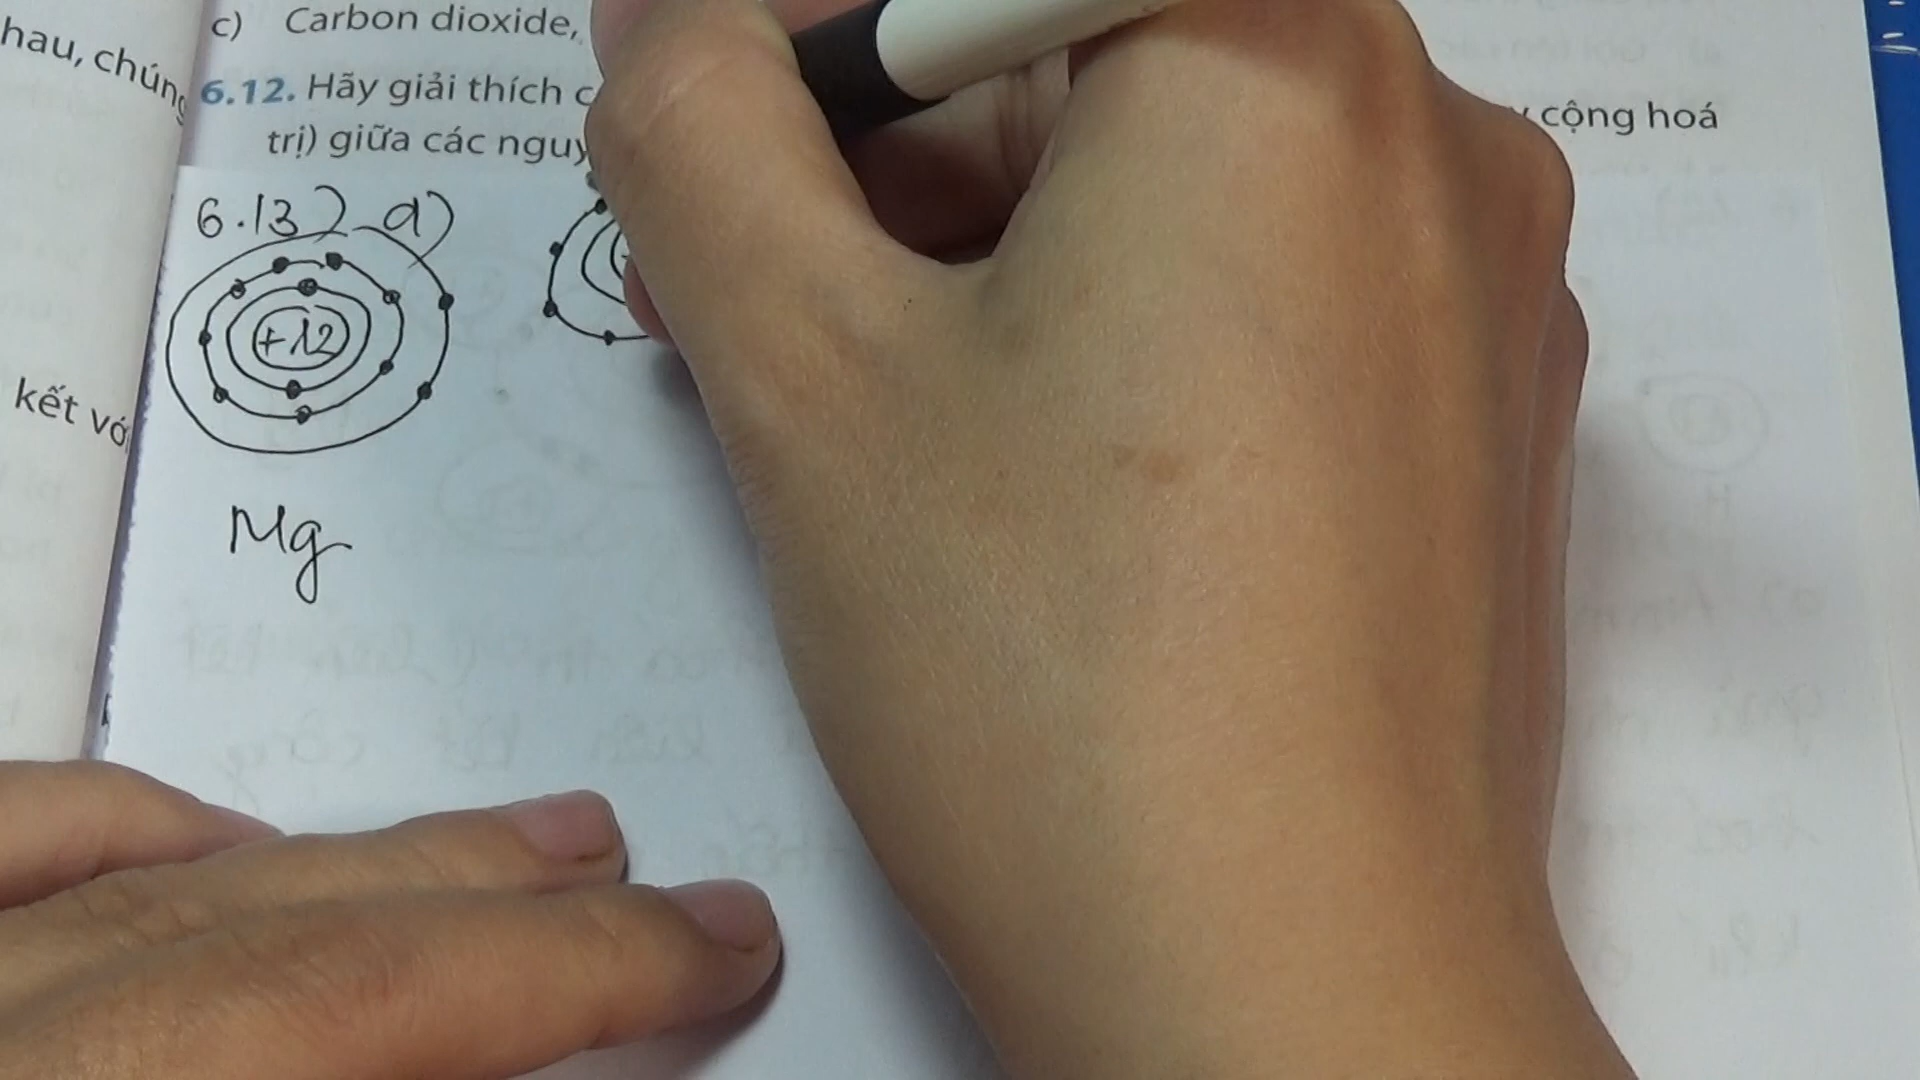 hau, chúng
kết vớ
c) Carbon dioxide,
6.12. Hãy giải thích c
cộng hoá
trị) giữa các nguy
6.13) a)
+12
Mg